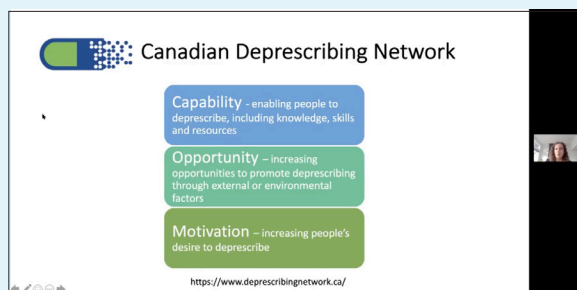 Canadian Deprescribing Network
Capability - enabling people to
deprescribe, including knowledge, skills
and resources
Opportunity – increasing
opportunities to promote deprescribing
through external or environmental
factors
Motivation – increasing people's
desire to deprescribe
https://www.deprescribingnetwork.ca/